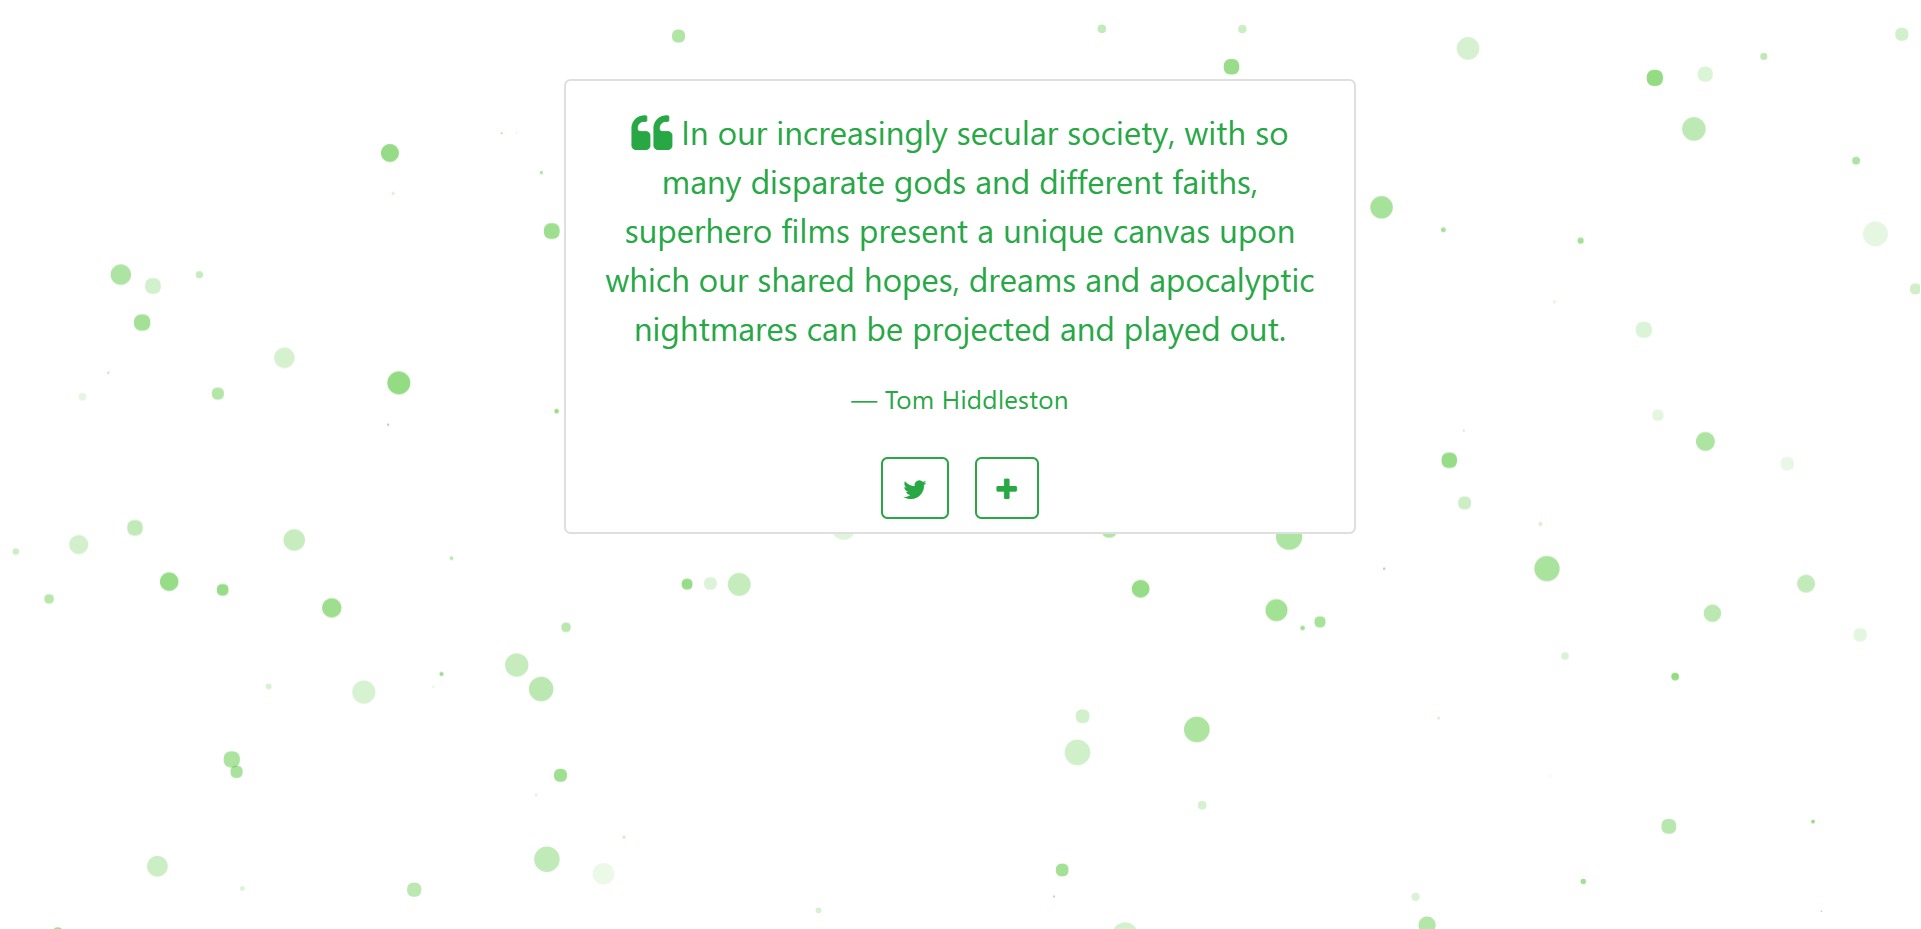 In our increasingly secular society, with so
many disparate gods and different faiths,
superhero films present a unique canvas upon
which our shared hopes, dreams and apocalyptic
nightmares can be projected and played out.
— Tom Hiddleston